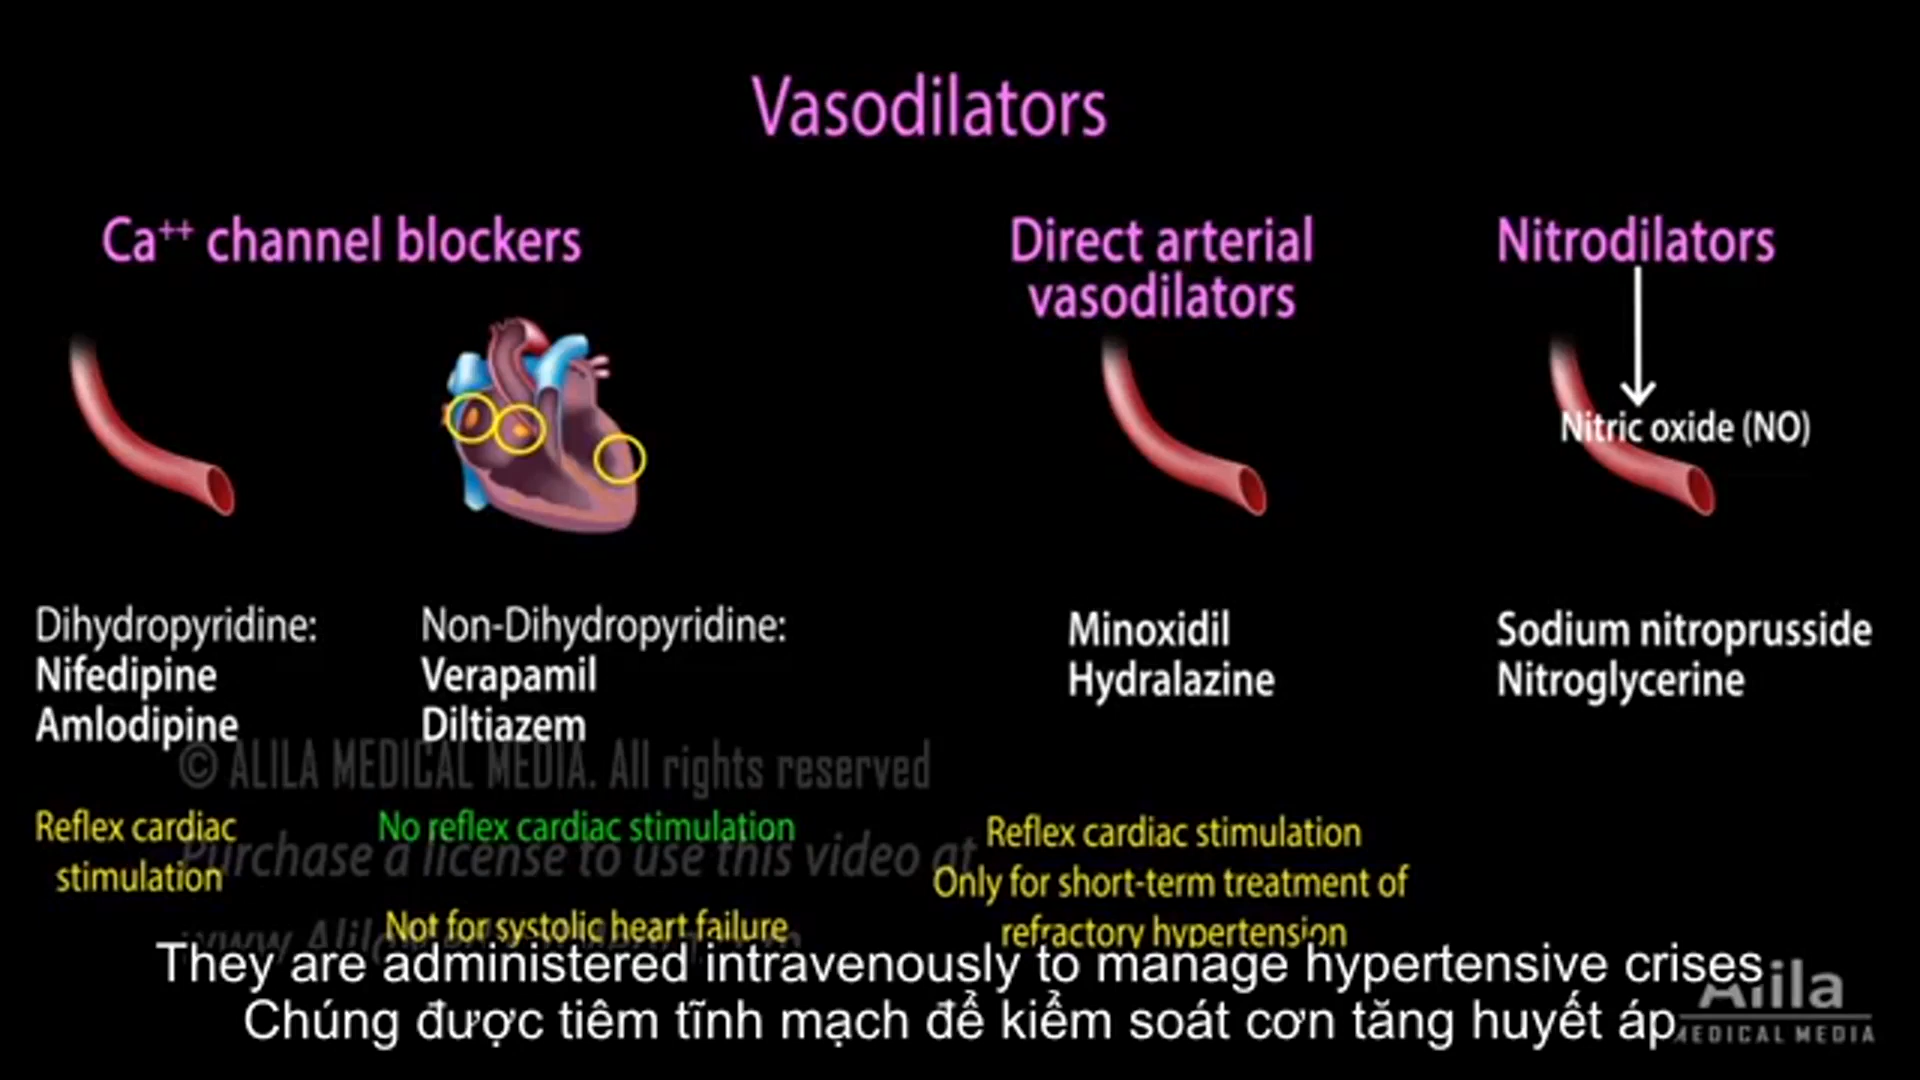 Vasodilators
Ca++ channel blockers
Direct arterial
vasodilators
Nitrodilators
Nitric oxide (NO)
Dihydropyridine:
Nifedipine
Amlodipine
Non-Dihydropyridine:
Verapamil
Diltiazem
Minoxidil
Hydralazine
Sodium nitroprusside
Nitroglycerine
© ALILA MEDICAL MEDIA. All rights reserved
Purchase a license to use this video at
Reflex cardiac
stimulation
No reflex cardiac stimulation
Not for systolic heart failure
Reflex cardiac stimulation
Only for short-term treatment of
refractory hypertension
They are administered intravenously to manage hypertensive crises
Chúng được tiêm tĩnh mạch để kiểm soát cơn tăng huyết áp
Alila
MEDICAL MEDIA